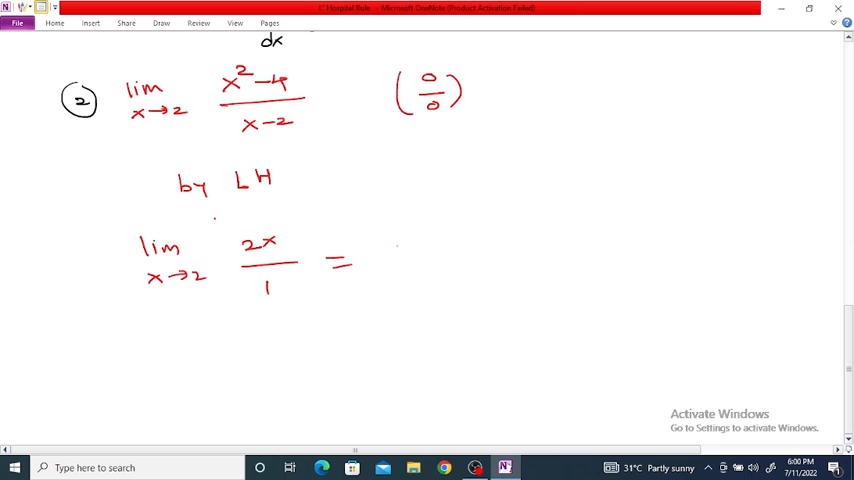 L' Hospital Rule - Microsoft OneNote (Product Activation Failed)
File Home Insert Share Draw Review View Pages
dx
2 lim x→2 x²-4 / x-2 (0/0)
by LH
lim x→2 2x / 1 =
Activate Windows
Go to Settings to activate Windows.
Type here to search
31°C Partly sunny
6:00 PM
7/11/2022